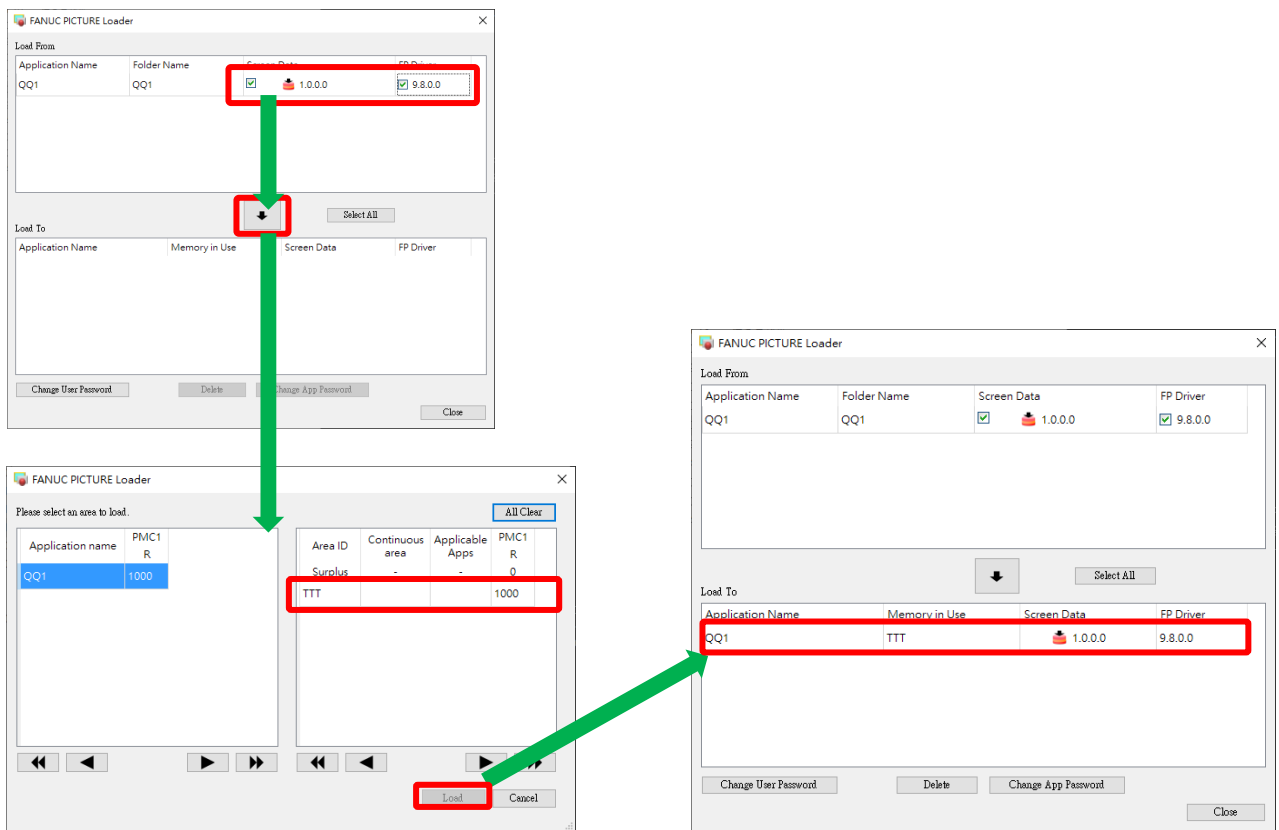 FANUC PICTURE Loader
Load From
Application Name Folder Name Screen Data FP Driver
QQ1 QQ1 1.0.0.0 9.8.0.0
Select All
Load To
Application Name Memory in Use Screen Data FP Driver
Change User Password Delete Change App Password
Close
FANUC PICTURE Loader
Please select an area to load.
All Clear
Application name PMC1 R
QQ1 1000
Area ID Continuous area Applicable Apps PMC1 R
Surplus - - 0
TTT 1000
Load Cancel
FANUC PICTURE Loader
Load From
Application Name Folder Name Screen Data FP Driver
QQ1 QQ1 1.0.0.0 9.8.0.0
Select All
Load To
Application Name Memory in Use Screen Data FP Driver
QQ1 TTT 1.0.0.0 9.8.0.0
Change User Password Delete Change App Password
Close